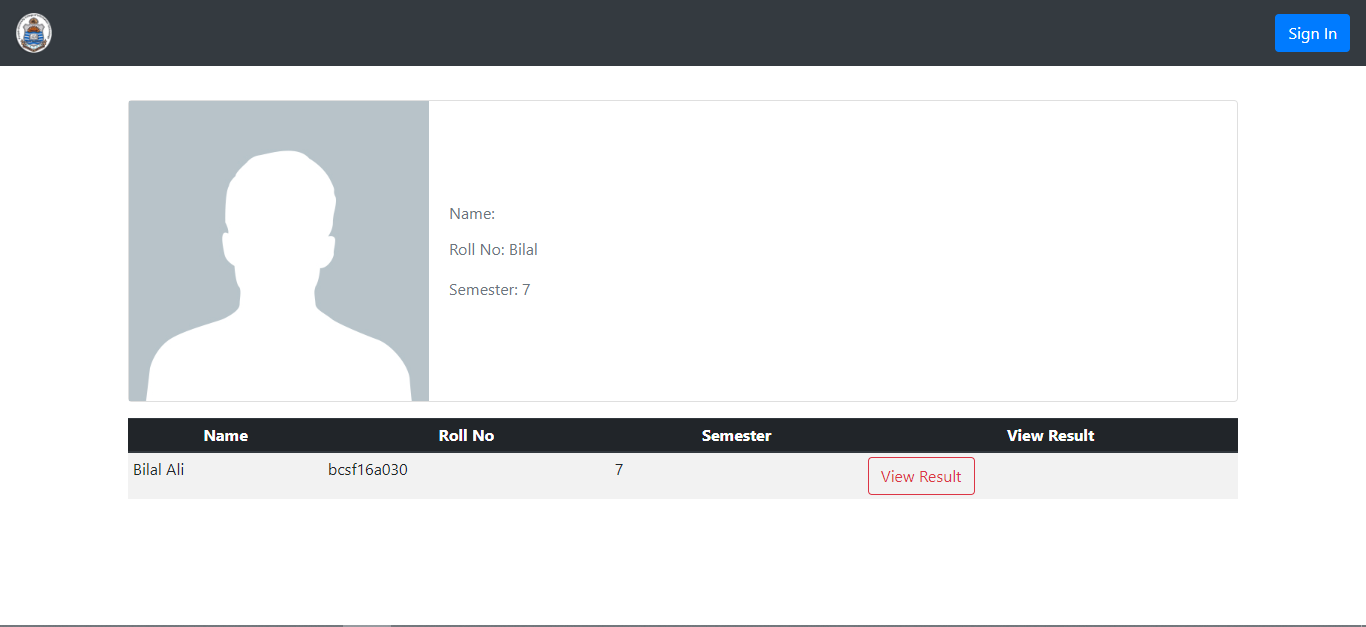 Sign In
Name:
Roll No: Bilal
Semester: 7
Name Roll No Semester View Result
Bilal Ali bcsf16a030 7 View Result